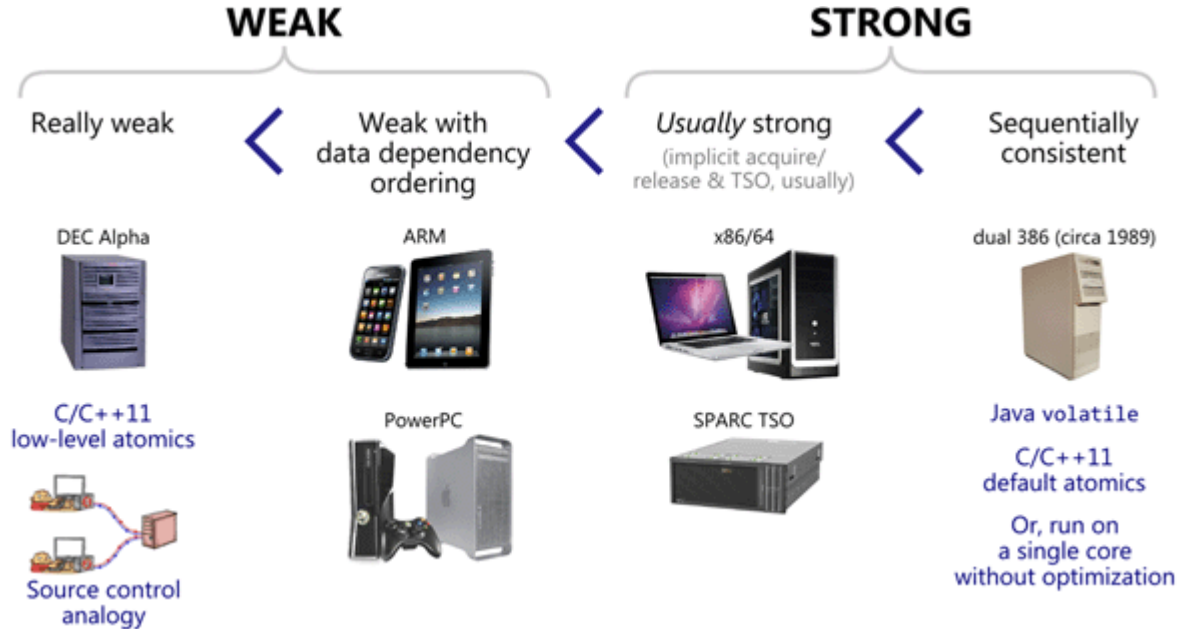 WEAK
STRONG
Really weak
Weak with
data dependency
ordering
Usually strong
(implicit acquire/
release & TSO, usually)
Sequentially
consistent
DEC Alpha
ARM
x86/64
dual 386 (circa 1989)
C/C++11
low-level atomics
PowerPC
SPARC TSO
Java volatile
C/C++11
default atomics
Or, run on
a single core
without optimization
Source control
analogy